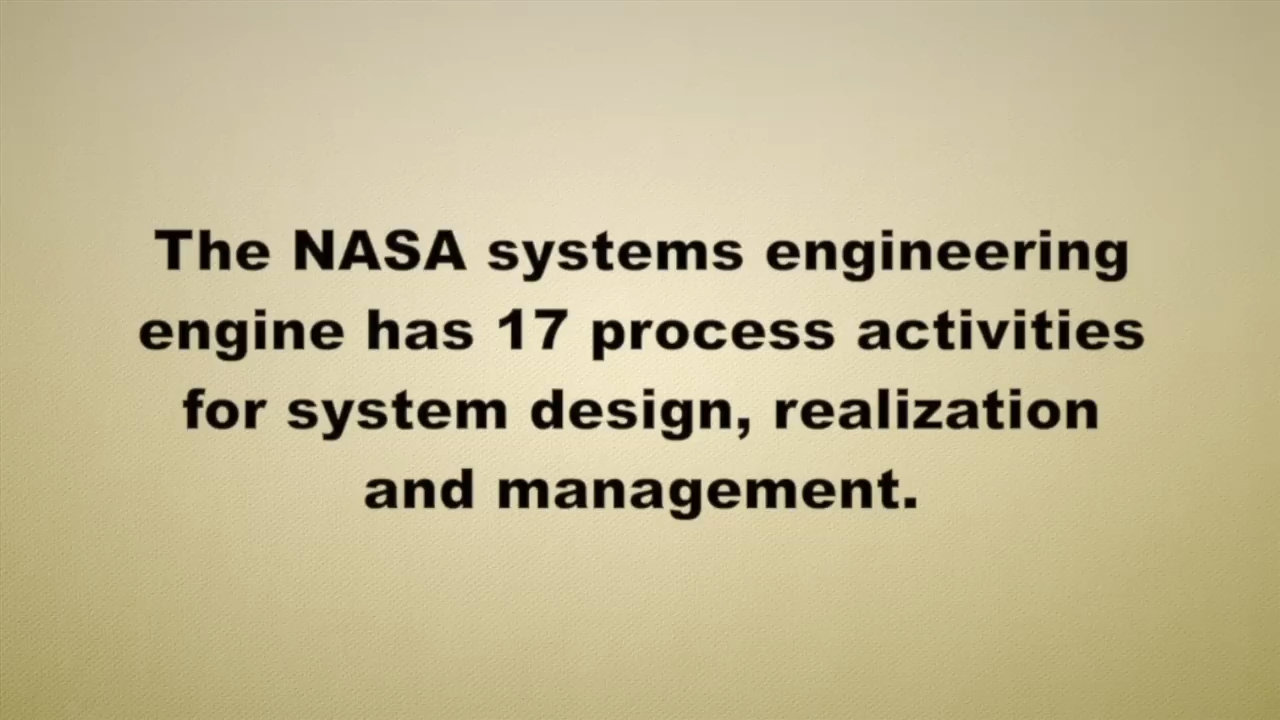 The NASA systems engineering
engine has 17 process activities
for system design, realization
and management.